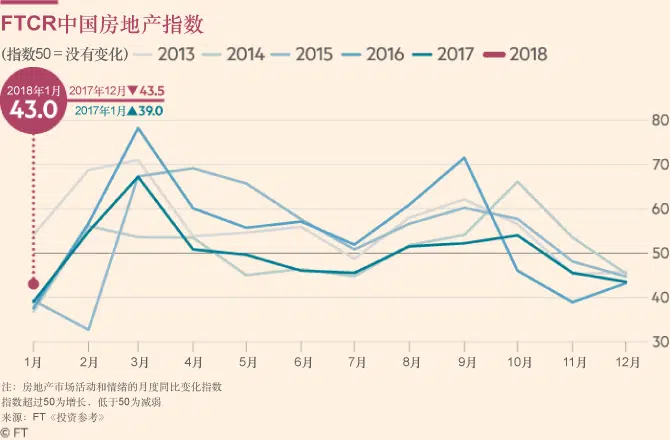 FTCR中国房地产指数
(指数50＝没有变化) 2013 2014 2015 2016 2017 2018
2018年1月
43.0
2017年12月▼43.5
2017年1月▲39.0
80
70
60
50
40
30
1月 2月 3月 4月 5月 6月 7月 8月 9月 10月 11月 12月
注：房地产市场活动和情绪的月度同比变化指数
指数超过50为增长，低于50为减弱
来源：FT《投资参考》
© FT